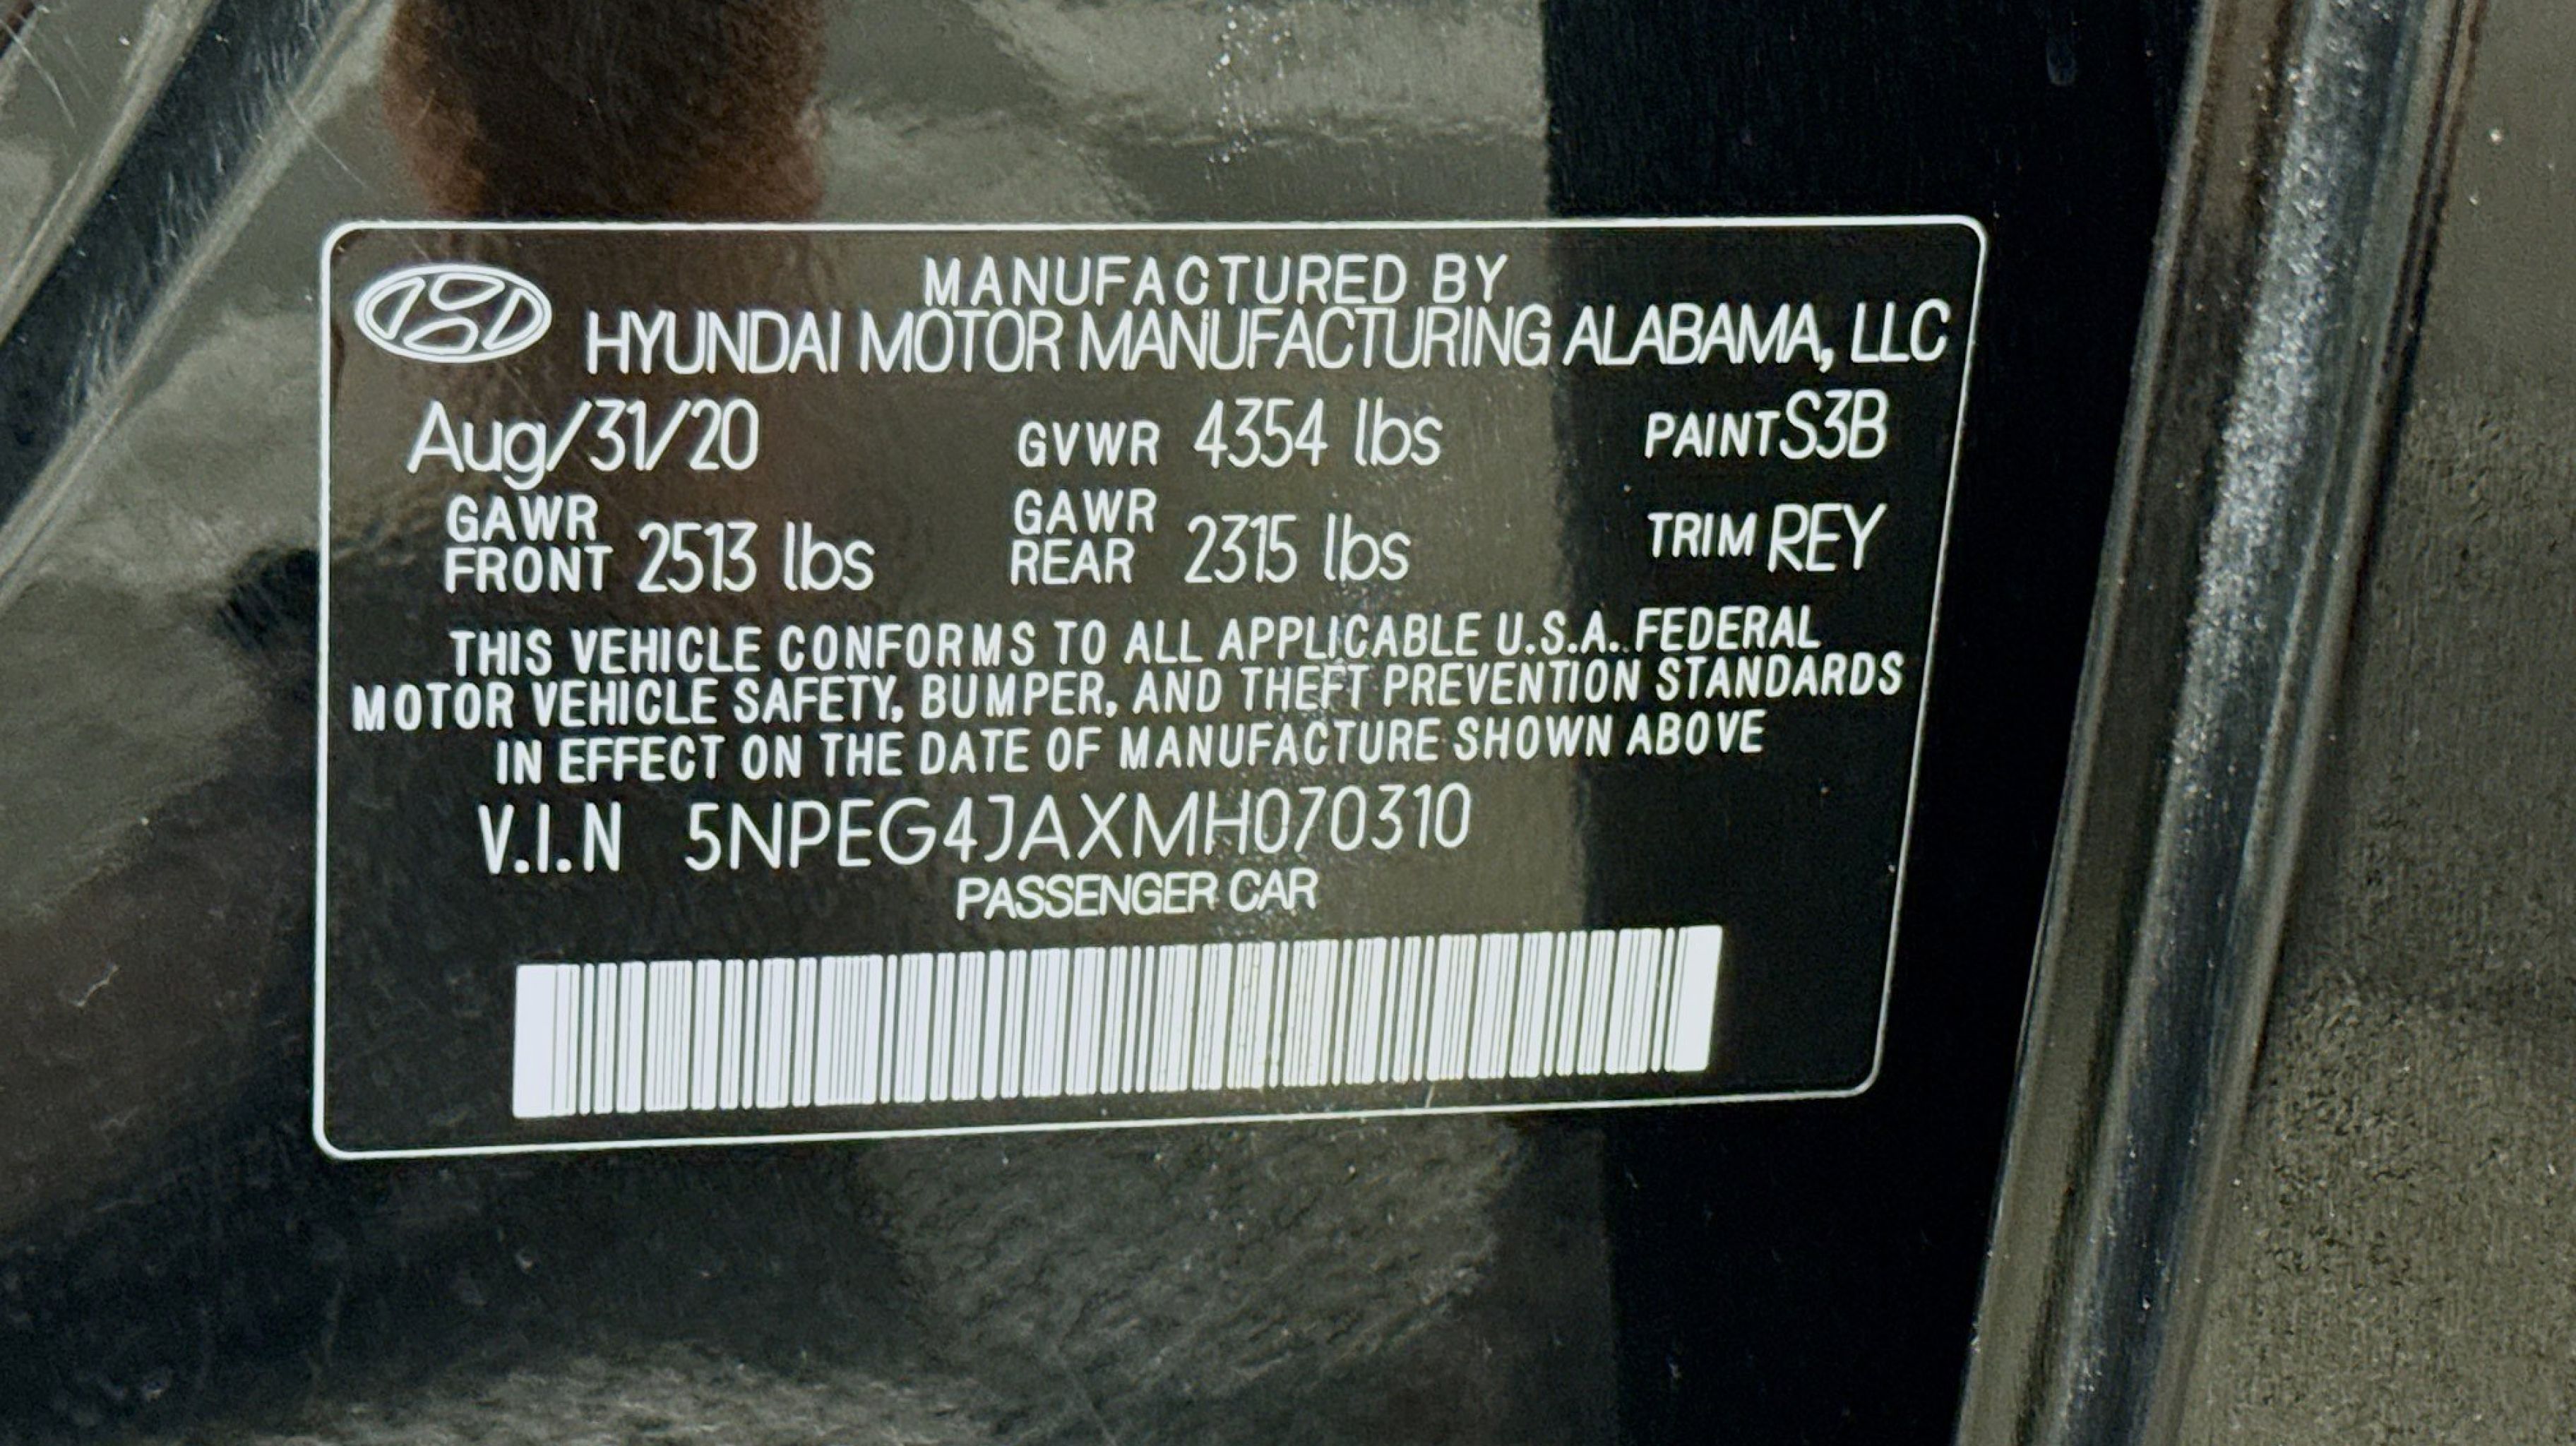 MANUFACTURED BY
HYUNDAI MOTOR MANUFACTURING ALABAMA, LLC
Aug/31/20 GVWR 4354 lbs PAINT S3B
GAWR FRONT 2513 lbs GAWR REAR 2315 lbs TRIM REY
THIS VEHICLE CONFORMS TO ALL APPLICABLE U.S.A.. FEDERAL
MOTOR VEHICLE SAFETY, BUMPER, AND THEFT PREVENTION STANDARDS
IN EFFECT ON THE DATE OF MANUFACTURE SHOWN ABOVE
V.I.N 5NPEG4JAXMH070310
PASSENGER CAR